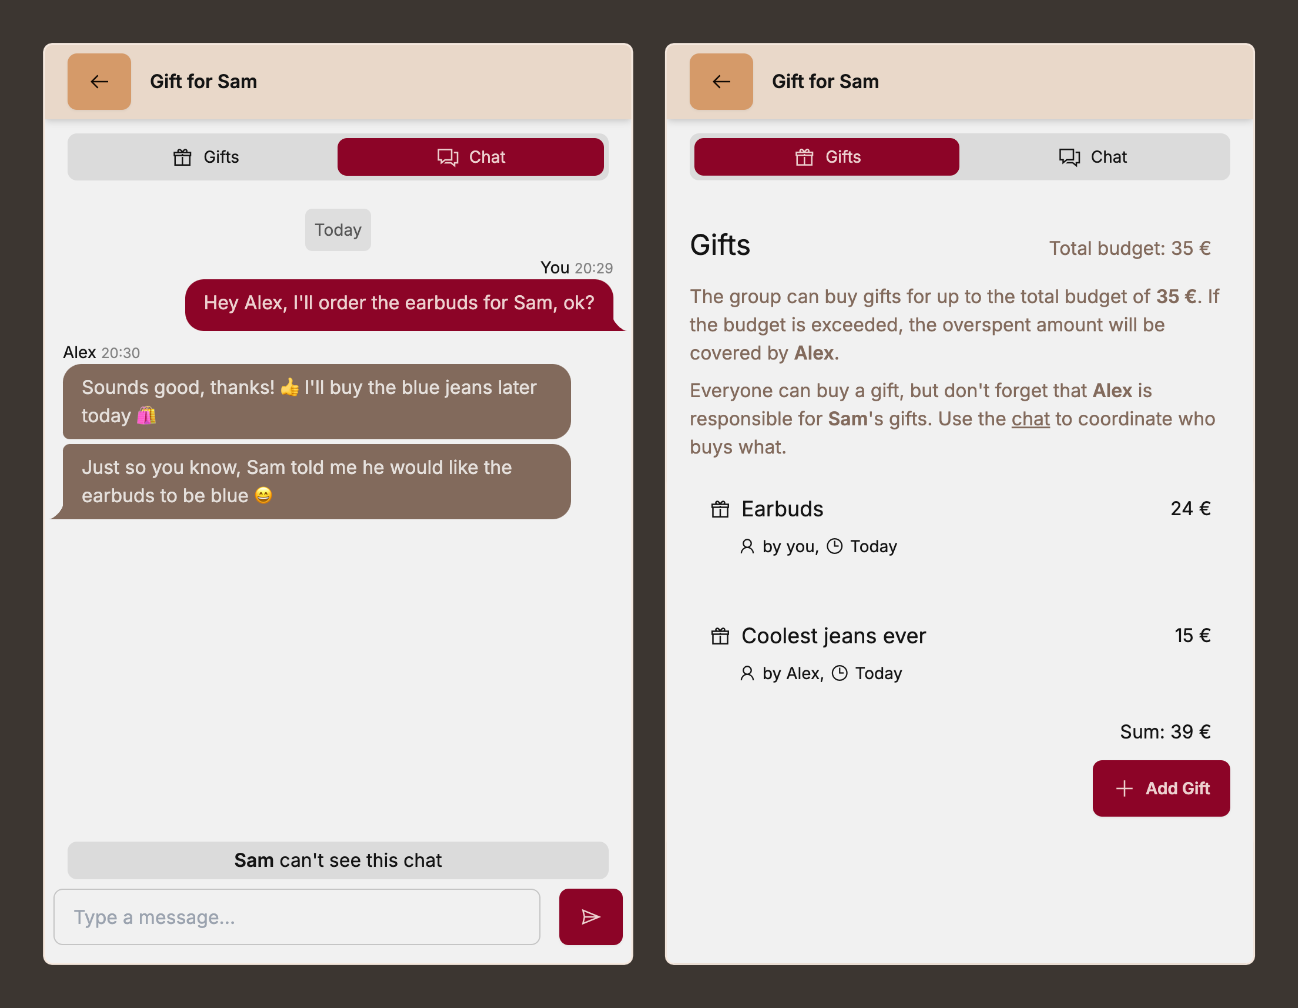 Gift for Sam
Gifts
Chat
Today
You 20:29
Hey Alex, I'll order the earbuds for Sam, ok?
Alex 20:30
Sounds good, thanks! 👍 I'll buy the blue jeans later
today 🛍️
Just so you know, Sam told me he would like the
earbuds to be blue 😄
Sam can't see this chat
Type a message...
Gift for Sam
Gifts
Chat
Gifts
Total budget: 35 €
The group can buy gifts for up to the total budget of 35 €. If
the budget is exceeded, the overspent amount will be
covered by Alex.
Everyone can buy a gift, but don't forget that Alex is
responsible for Sam's gifts. Use the chat to coordinate who
buys what.
Earbuds
24 €
by you, Today
Coolest jeans ever
15 €
by Alex, Today
Sum: 39 €
Add Gift